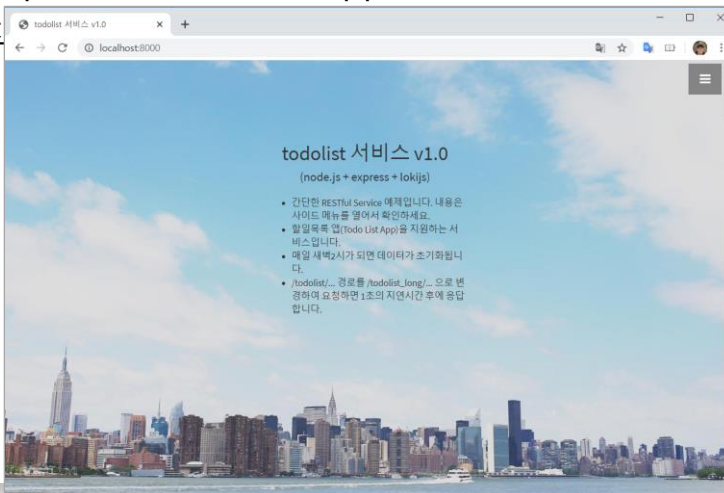 todolist 서비스 v1.0
localhost:8000
todolist 서비스 v1.0
(node.js + express + lokijs)
• 간단한 RESTful Service 예제입니다. 내용은
사이드 메뉴를 열어서 확인하세요.
• 할일목록 앱(Todo List App)을 지원하는 서
비스입니다.
• 매일 새벽2시가 되면 데이터가 초기화됩니
다.
• /todolist/... 경로를 /todolist_long/... 으로 변
경하여 요청하면 1초의 지연시간 후에 응답
합니다.